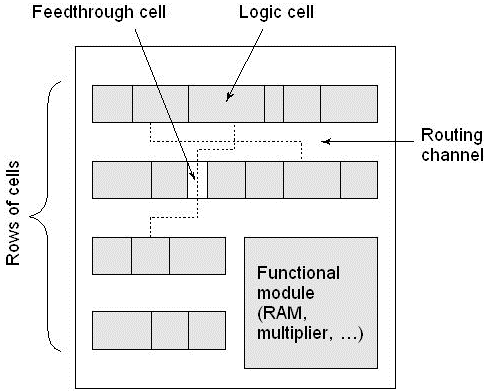 Feedthrough cell
Logic cell
Routing
channel
Rows of cells
Functional
module
(RAM,
multiplier, ...)